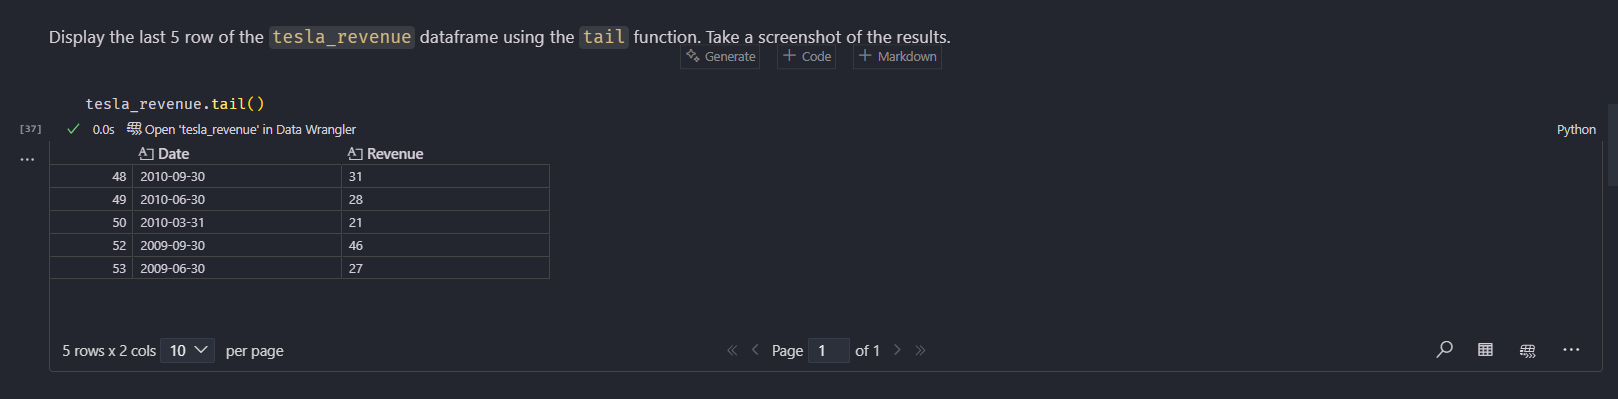 Display the last 5 row of the tesla_revenue dataframe using the tail function. Take a screenshot of the results.
Generate + Code + Markdown
tesla_revenue.tail()
[37] ✓ 0.0s Open 'tesla_revenue' in Data Wrangler Python
... Date Revenue
48 2010-09-30 31
49 2010-06-30 28
50 2010-03-31 21
52 2009-09-30 46
53 2009-06-30 27
5 rows x 2 cols 10 per page « < Page 1 of 1 > » ...